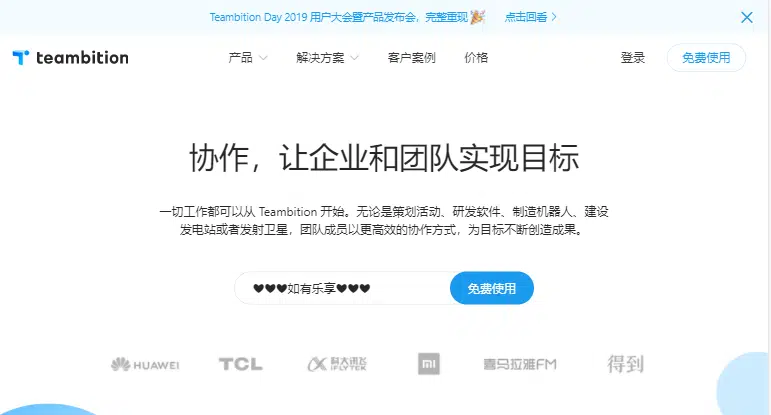 Teambition Day 2019 用户大会暨产品发布会，完整重现 🎉 点击回看 >
teambition 产品 解决方案 客户案例 价格 登录 免费使用
协作，让企业和团队实现目标
一切工作都可以从 Teambition 开始。无论是策划活动、研发软件、制造机器人、建设
发电站或者发射卫星，团队成员以更高效的协作方式，为目标不断创造成果。
♥♥♥如有乐享♥♥♥ 免费使用
HUAWEI TCL 科大讯飞 iFLYTEK mi 喜马拉雅FM 得到